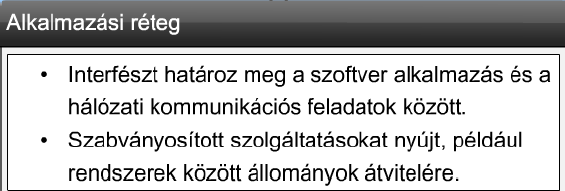 Alkalmazási réteg
• Interfészt határoz meg a szoftver alkalmazás és a
hálózati kommunikációs feladatok között.
• Szabványosított szolgáltatásokat nyújt, például
rendszerek között állományok átvitelére.